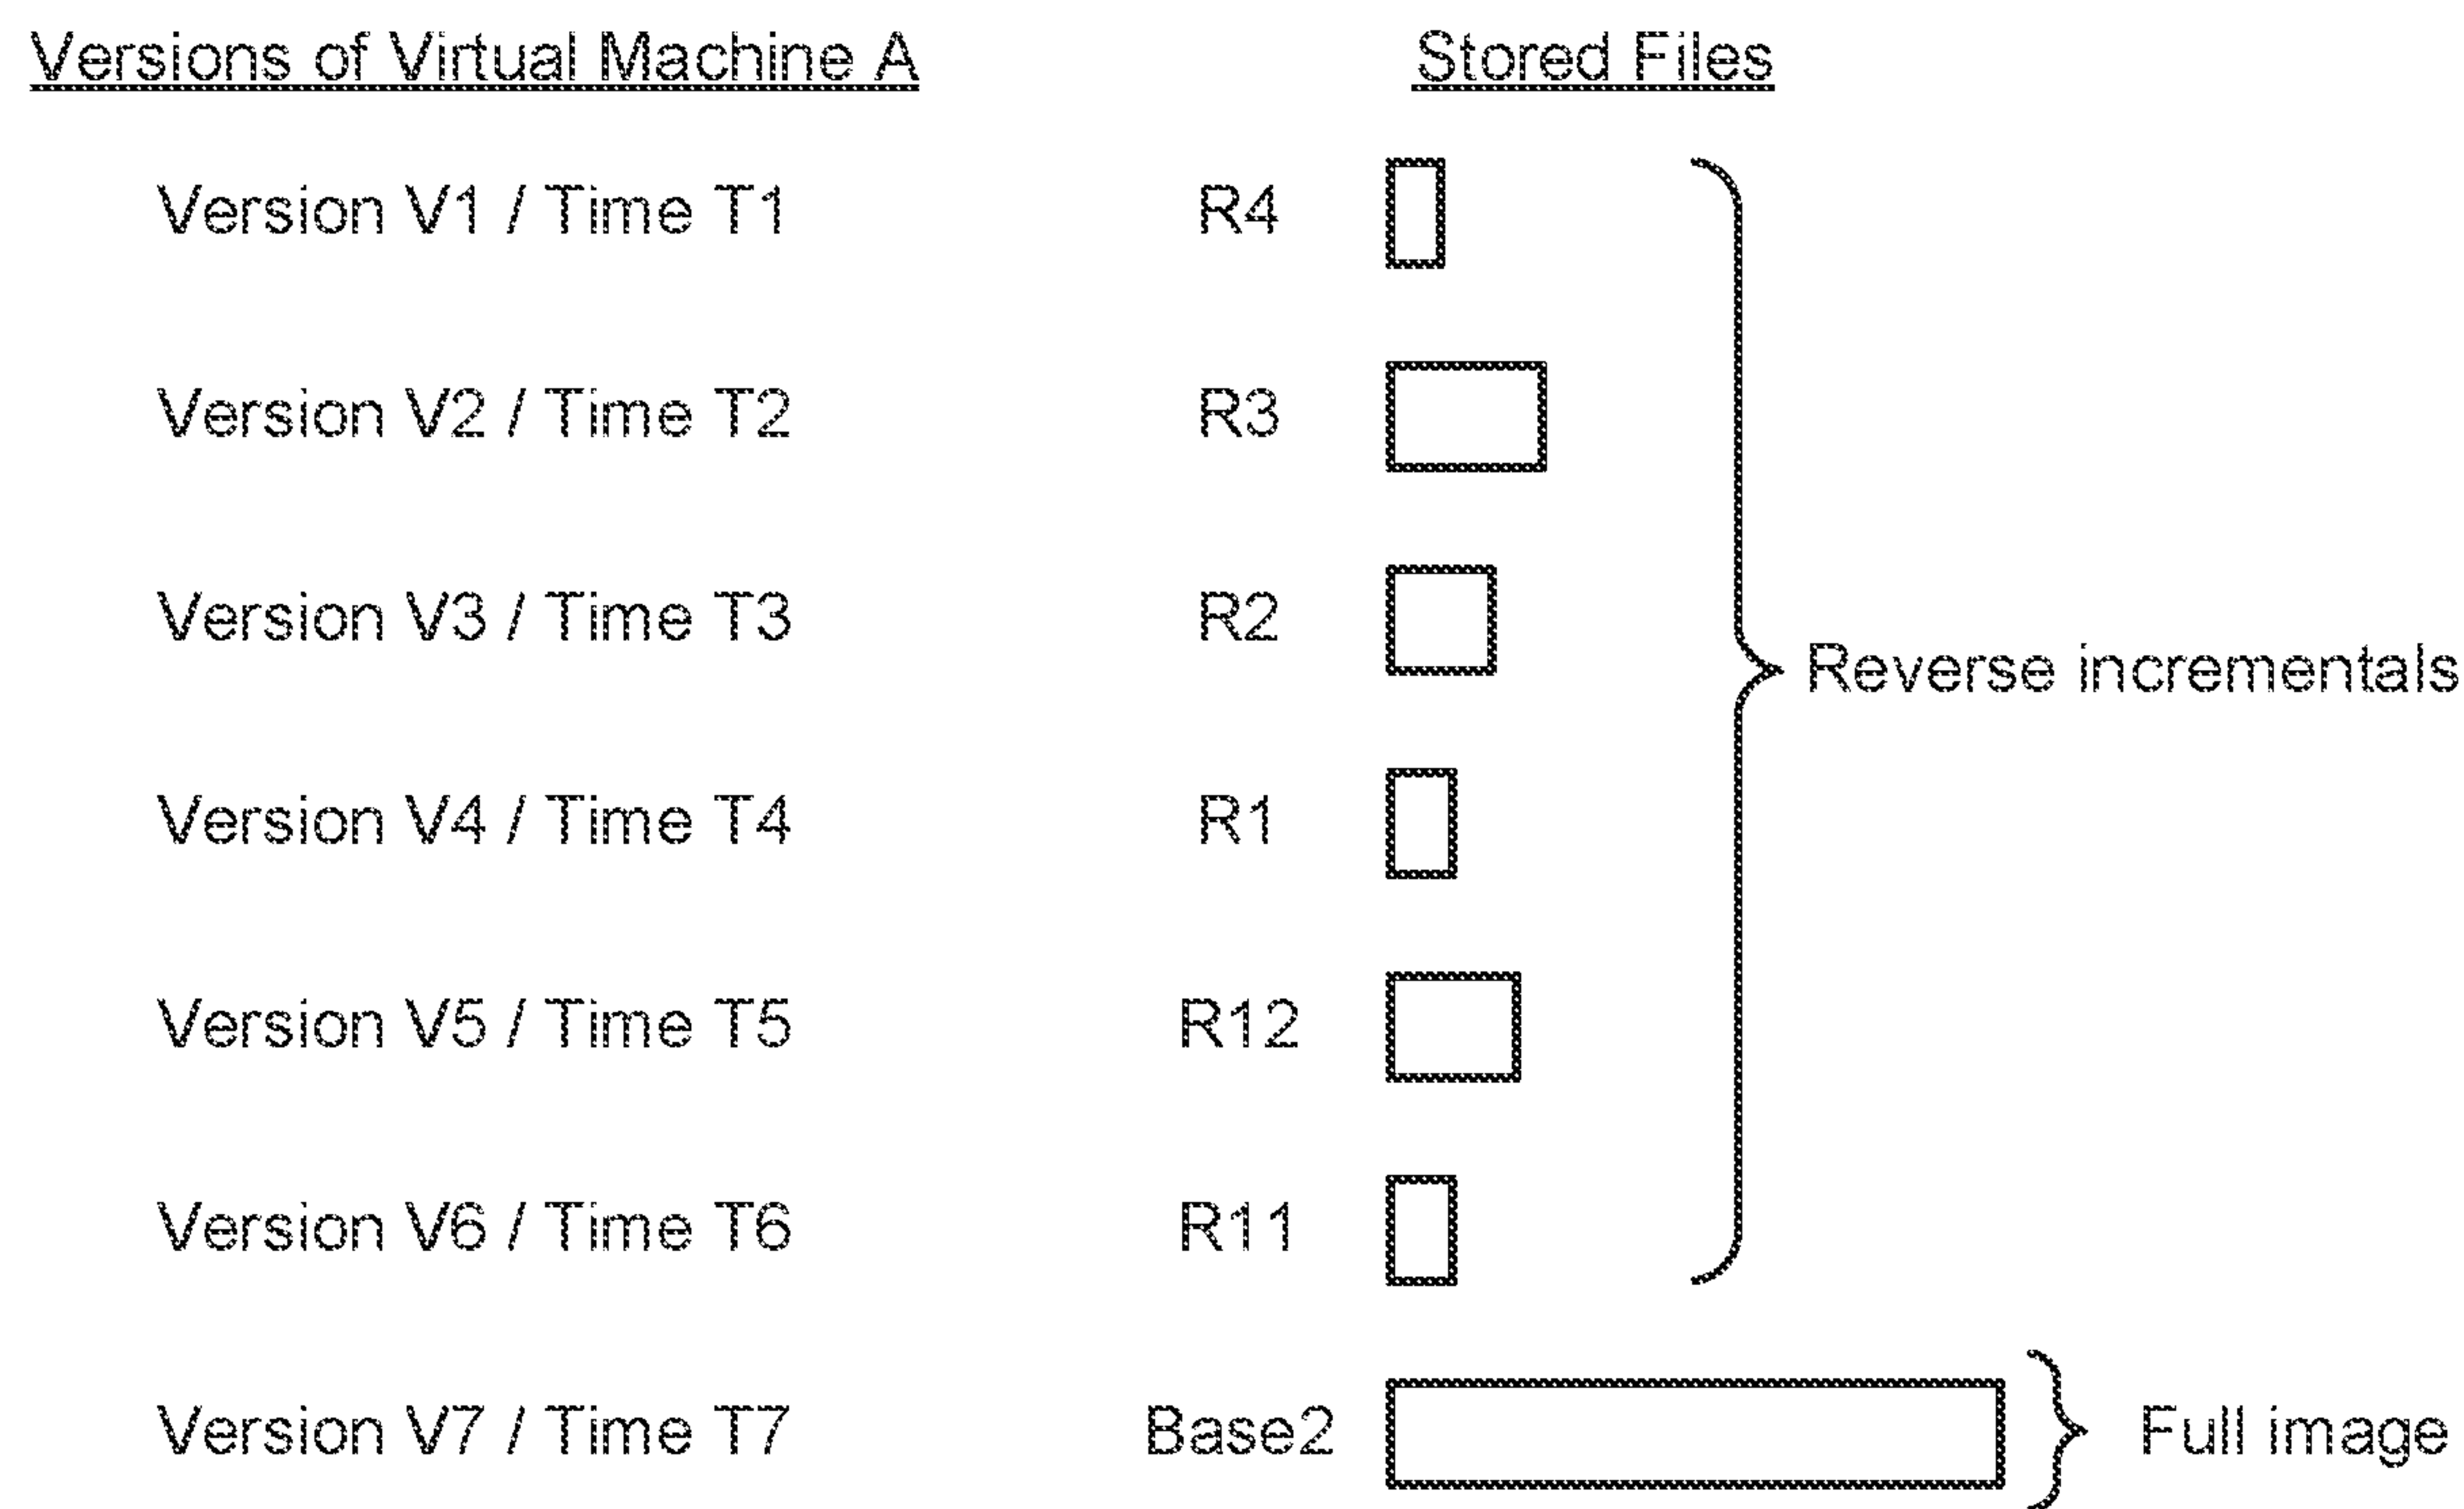 Versions of Virtual Machine A Stored Files
Version V1 / Time T1 R4
Version V2 / Time T2 R3
Version V3 / Time T3 R2
Reverse incrementals
Version V4 / Time T4 R1
Version V5 / Time T5 R12
Version V6 / Time T6 R11
Version V7 / Time T7 Base2 Full image